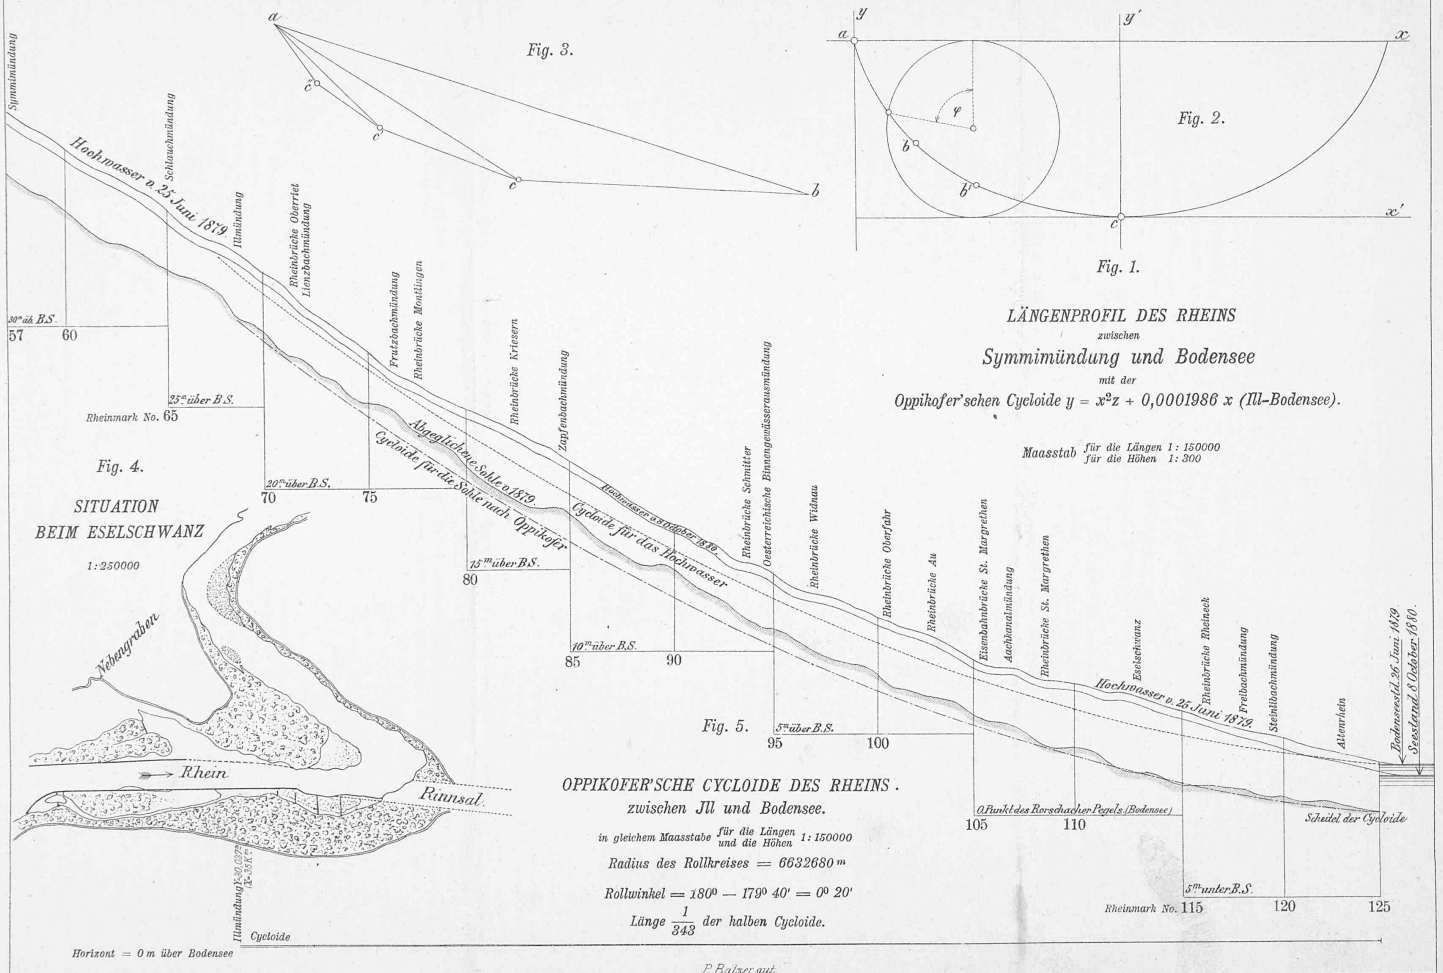 a
Fig. 3.
c̈
c'
c
b
y
y'
a
x
φ
Fig. 2.
b
b'
c
x'
Fig. 1.
LÄNGENPROFIL DES RHEINS
zwischen
Symmimündung und Bodensee
mit der
Oppikofer'schen Cycloide y = x²z + 0,0001986 x (Ill-Bodensee).
Maasstab für die Längen 1: 150000
für die Höhen 1: 300
Symmimündung
Schlauchmündung
Illmündung
Rheinbrücke Oberriet
Lienzbachmündung
Frutzbachmündung
Rheinbrücke Montlingen
Rheinbrücke Kriesern
Zapfenbachmündung
Rheinbrücke Schmitter
Oesterreichische Binnengewässerausmündung
Rheinbrücke Widnau
Rheinbrücke Oberfahr
Rheinbrücke Au
Eisenbahnbrücke St. Margrethen
Aachkanalmündung
Rheinbrücke St. Margrethen
Eselschwanz
Rheinbrücke Rheineck
Freibachmündung
Steinlibachmündung
Altenrhein
Bodenseestd. 26 Juni 1879.
Seestand 8 October 1880.
Hochwasser v. 25 Juni 1879
Abgeglichene Sohle v. 1879
Cycloide für die Sohle nach Oppikofer
Hochwasser v. 8 October 1880.
Cycloide für das Hochwasser
Hochwasser v. 25 Juni 1879.
30m üb. B.S.
57 60
25m über B.S.
Rheinmark No. 65
20m über B.S.
70 75
15m über B.S.
80
10m über B.S.
85 90
5m über B.S.
95 100
0. Punkt des Rorschacher Pegels. (Bodensee)
105 110
Scheitel der Cycloide
5m unter B.S.
Rheinmark No. 115 120 125
Fig. 4.
SITUATION
BEIM ESELSCHWANZ
1:250000
Nebengraben
Rhein
Rinnsal
Fig. 5.
OPPIKOFER'SCHE CYCLOIDE DES RHEINS.
zwischen Jll und Bodensee.
in gleichem Maasstabe für die Längen und die Höhen 1: 150000
Radius des Rollkreises = 6632680 m
Rollwinkel = 180° — 179° 40' = 0° 20'
Länge 1/343 der halben Cycloide.
Illmündung
Cycloide
Horizont = 0 m über Bodensee
P. Balzer aut.